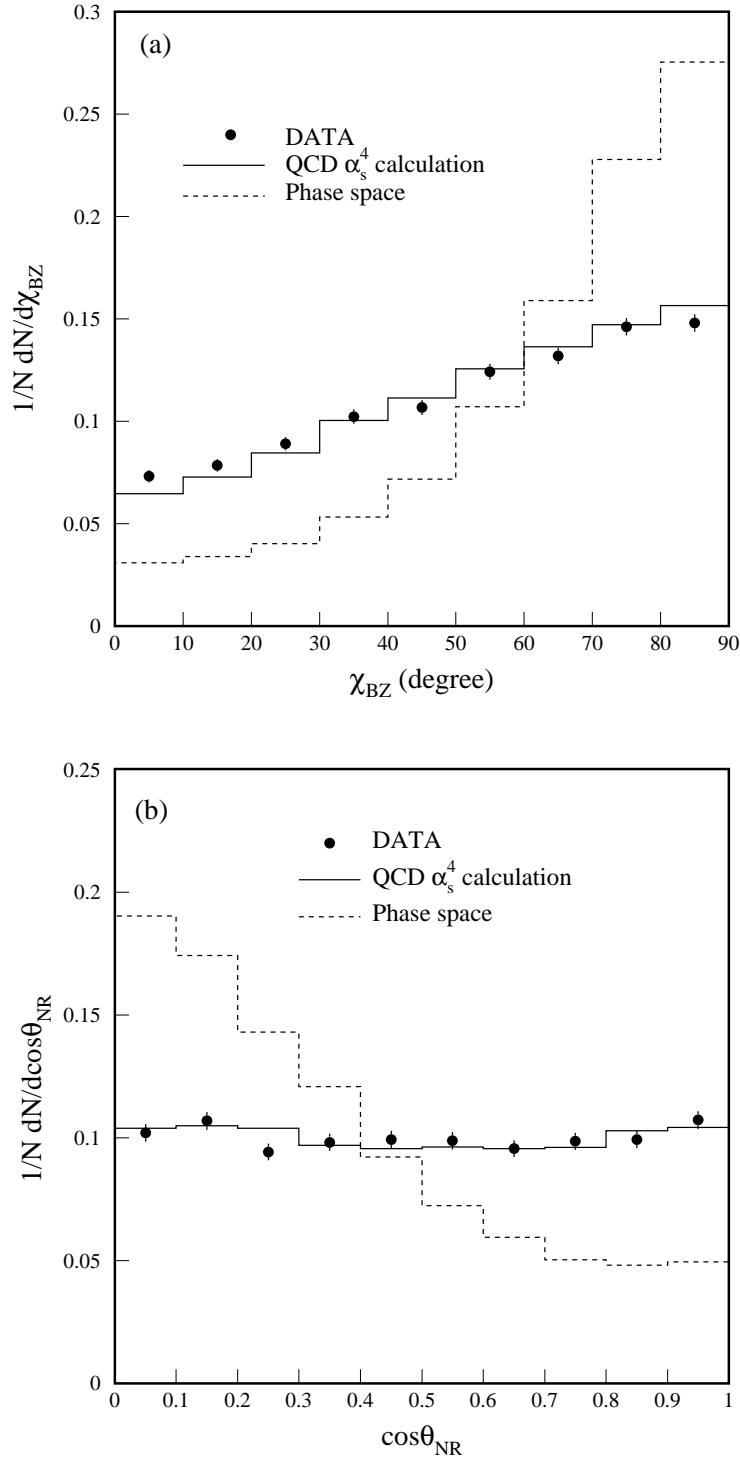 (a)
DATA
QCD α_s^4 calculation
Phase space
1/N dN/dχ_BZ
0.3
0.25
0.2
0.15
0.1
0.05
0
0 10 20 30 40 50 60 70 80 90
χ_BZ (degree)
(b)
DATA
QCD α_s^4 calculation
Phase space
1/N dN/dcosθ_NR
0.25
0.2
0.15
0.1
0.05
0
0 0.1 0.2 0.3 0.4 0.5 0.6 0.7 0.8 0.9 1
cosθ_NR